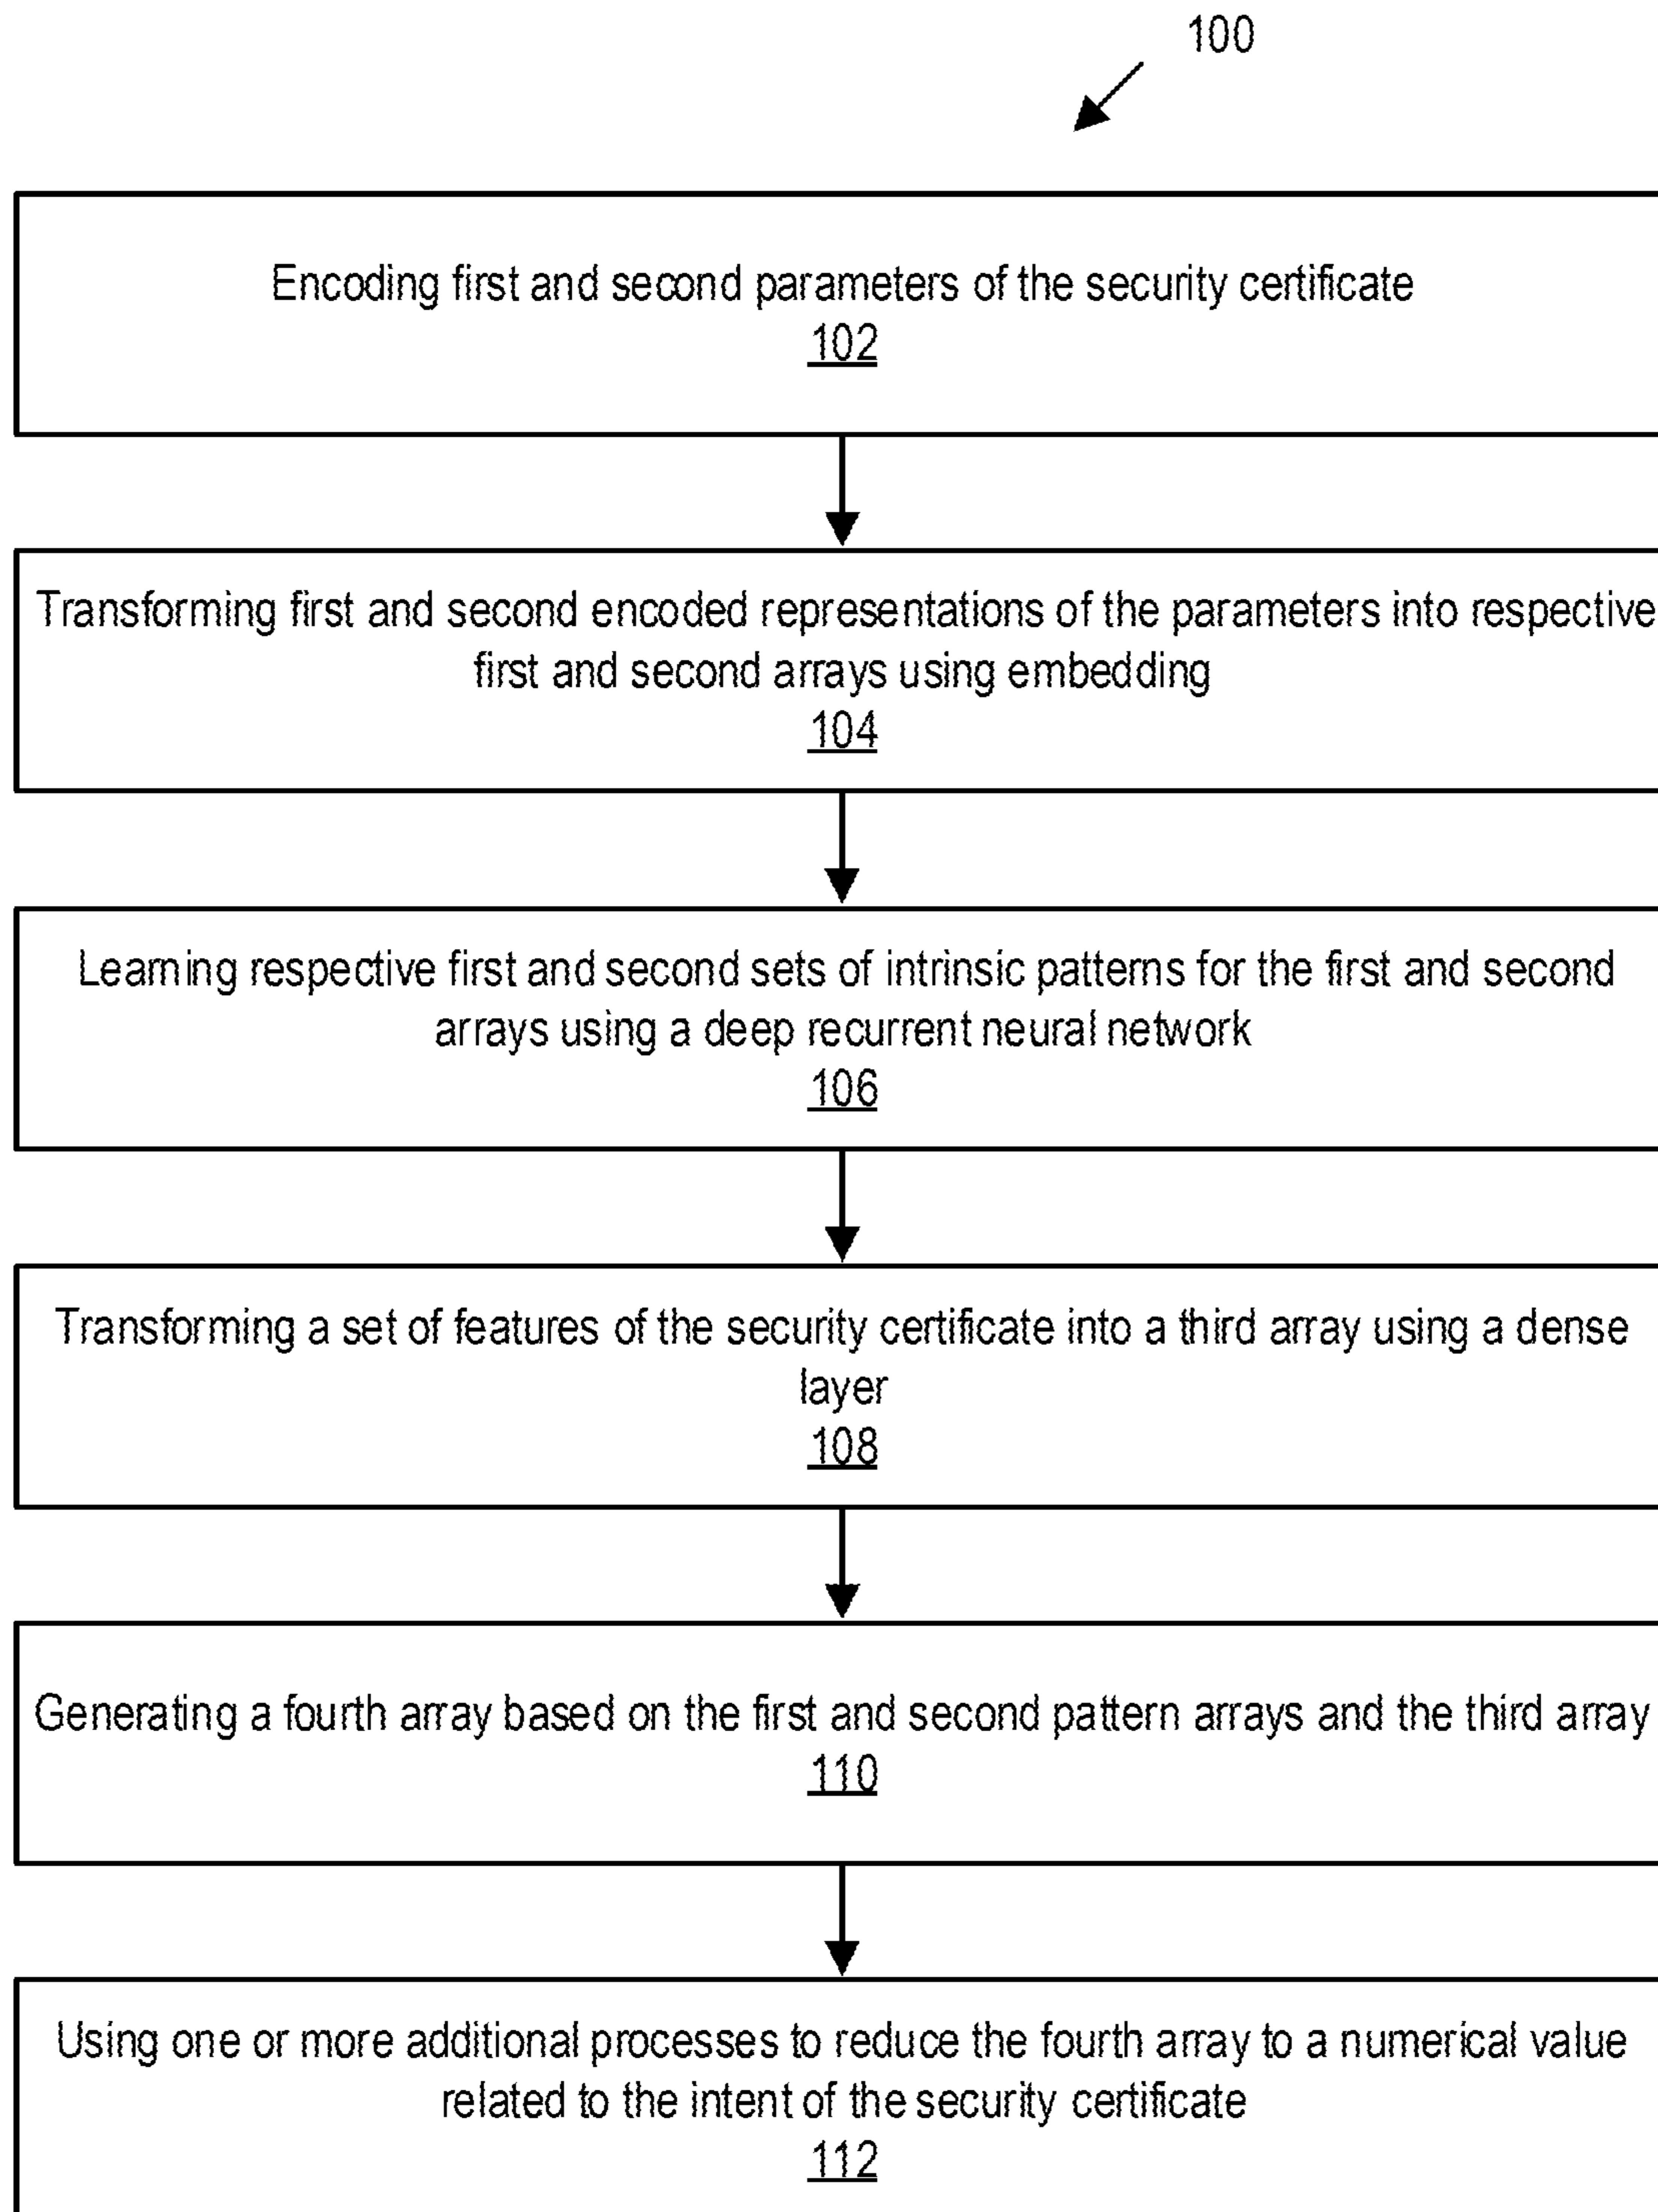 100
Encoding first and second parameters of the security certificate
102
Transforming first and second encoded representations of the parameters into respective
first and second arrays using embedding
104
Learning respective first and second sets of intrinsic patterns for the first and second
arrays using a deep recurrent neural network
106
Transforming a set of features of the security certificate into a third array using a dense
layer
108
Generating a fourth array based on the first and second pattern arrays and the third array
110
Using one or more additional processes to reduce the fourth array to a numerical value
related to the intent of the security certificate
112